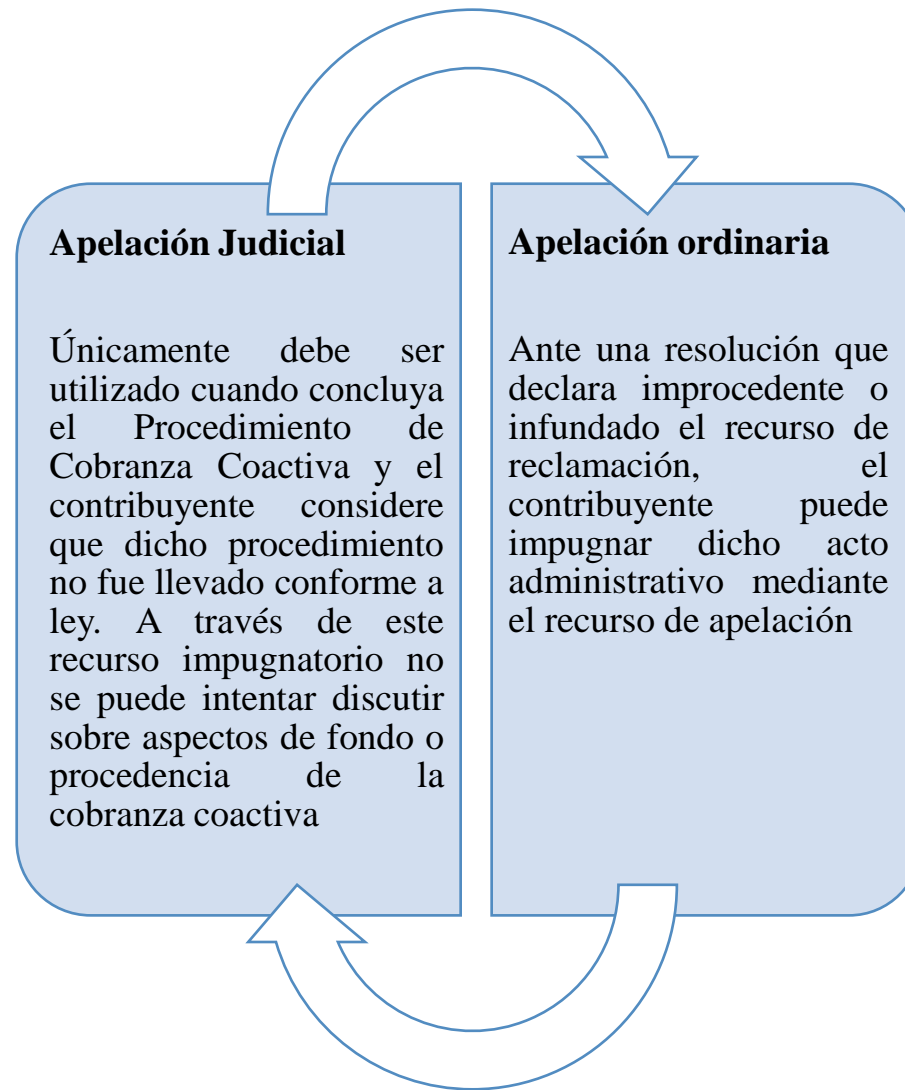 Apelación Judicial
Únicamente debe ser
utilizado cuando concluya
el Procedimiento de
Cobranza Coactiva y el
contribuyente considere
que dicho procedimiento
no fue llevado conforme a
ley. A través de este
recurso impugnatorio no
se puede intentar discutir
sobre aspectos de fondo o
procedencia de la
cobranza coactiva
Apelación ordinaria
Ante una resolución que
declara improcedente o
infundado el recurso de
reclamación, el
contribuyente puede
impugnar dicho acto
administrativo mediante
el recurso de apelación